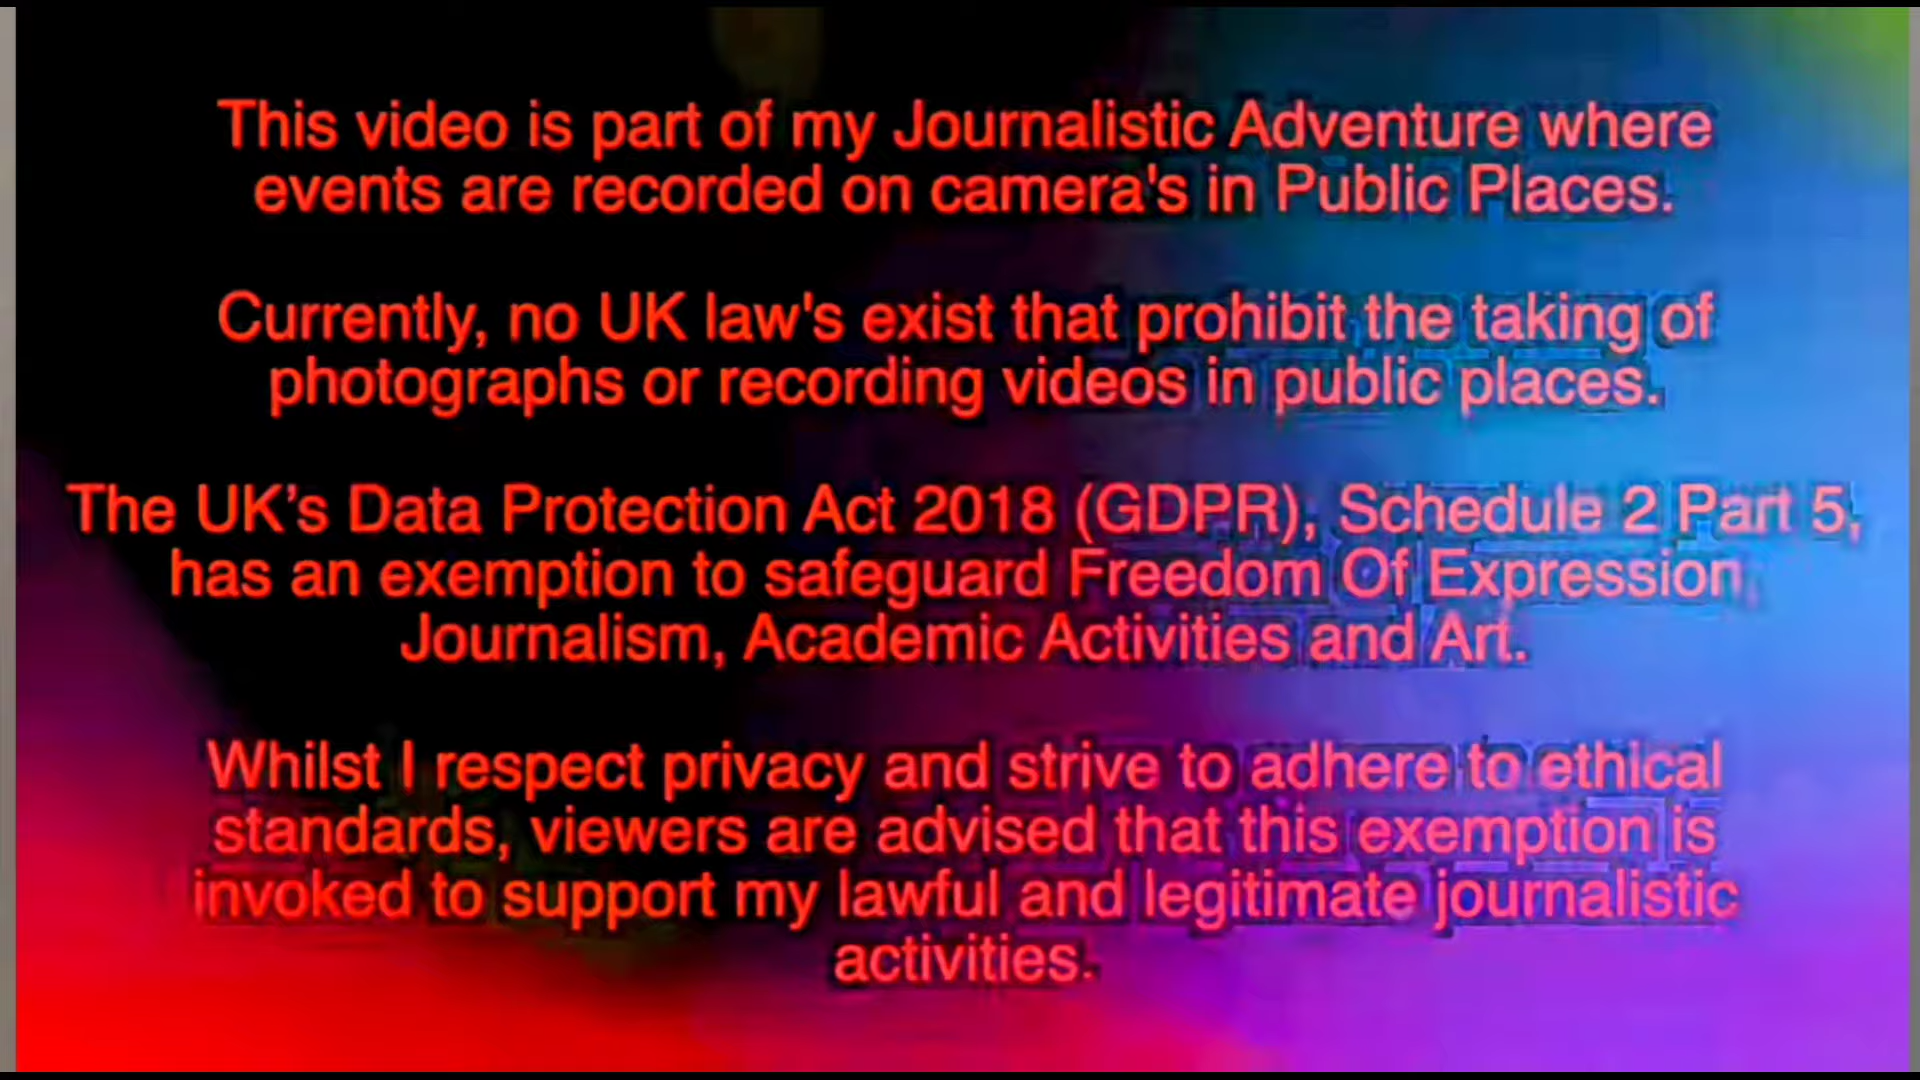 This video is part of my Journalistic Adventure where
events are recorded on camera's in Public Places.
Currently, no UK law's exist that prohibit the taking of
photographs or recording videos in public places.
The UK’s Data Protection Act 2018 (GDPR), Schedule 2 Part 5,
has an exemption to safeguard Freedom Of Expression,
Journalism, Academic Activities and Art.
Whilst I respect privacy and strive to adhere to ethical
standards, viewers are advised that this exemption is
invoked to support my lawful and legitimate journalistic
activities.